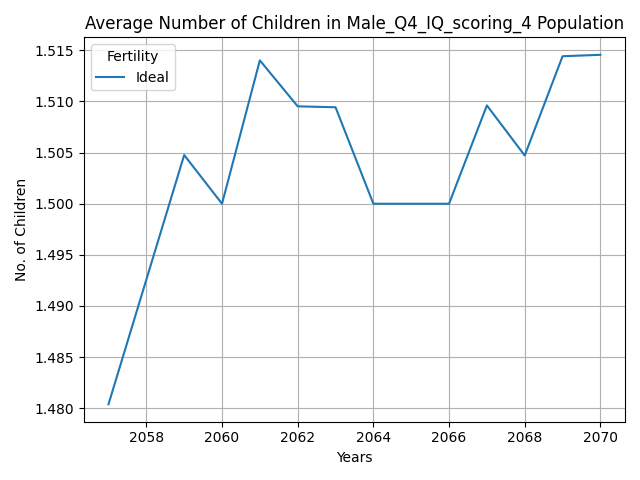 Average Number of Children in Male_Q4_IQ_scoring_4 Population
Fertility
Ideal
No. of Children
1.515
1.510
1.505
1.500
1.495
1.490
1.485
1.480
2058 2060 2062 2064 2066 2068 2070
Years